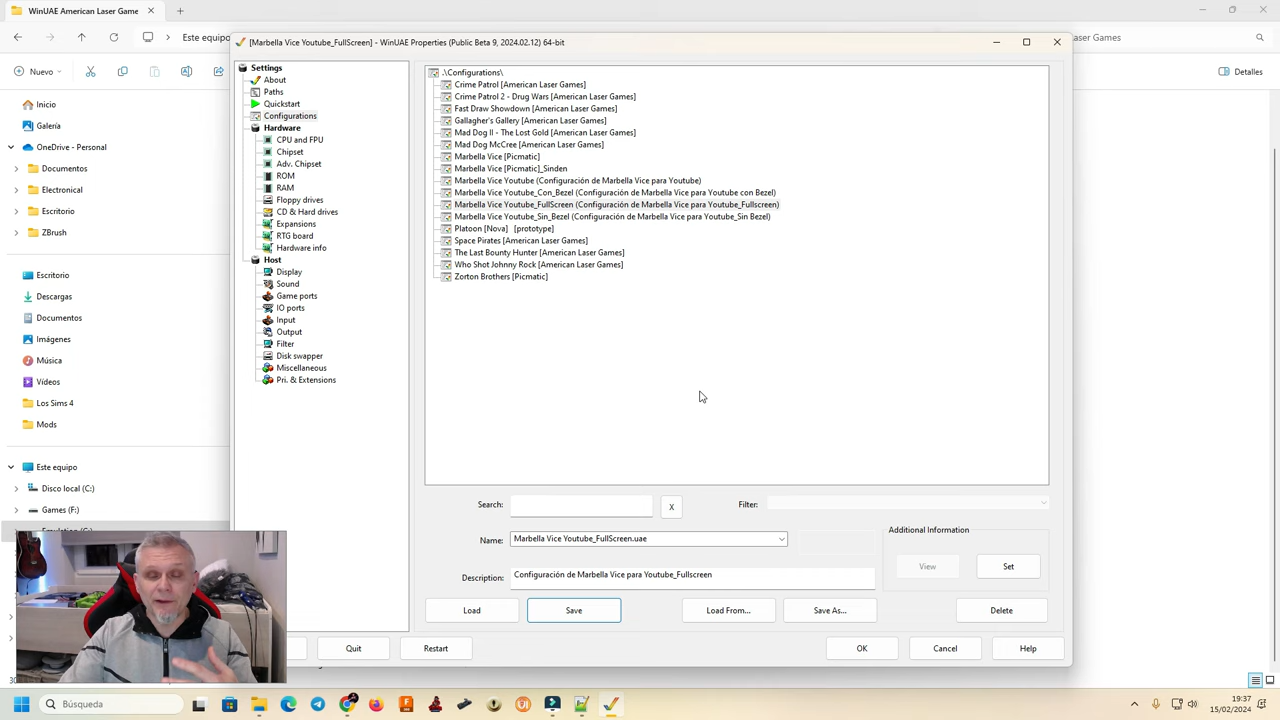 WinUAE American Laser Game
Este equipo
aser Games
Nuevo
Detalles
[Marbella Vice Youtube_FullScreen] - WinUAE Properties (Public Beta 9, 2024.02.12) 64-bit
Inicio
Galería
OneDrive - Personal
Documentos
Electronical
Escritorio
ZBrush
Escritorio
Descargas
Documentos
Imágenes
Música
Vídeos
Los Sims 4
Mods
Este equipo
Disco local (C:)
Games (F:)
Settings
About
Paths
Quickstart
Configurations
Hardware
CPU and FPU
Chipset
Adv. Chipset
ROM
RAM
Floppy drives
CD & Hard drives
Expansions
RTG board
Hardware info
Host
Display
Sound
Game ports
IO ports
Input
Output
Filter
Disk swapper
Miscellaneous
Pri. & Extensions
.\Configurations\
Crime Patrol [American Laser Games]
Crime Patrol 2 - Drug Wars [American Laser Games]
Fast Draw Showdown [American Laser Games]
Gallagher's Gallery [American Laser Games]
Mad Dog II - The Lost Gold [American Laser Games]
Mad Dog McCree [American Laser Games]
Marbella Vice [Picmatic]
Marbella Vice [Picmatic]_Sinden
Marbella Vice Youtube (Configuración de Marbella Vice para Youtube)
Marbella Vice Youtube_Con_Bezel (Configuración de Marbella Vice para Youtube con Bezel)
Marbella Vice Youtube_FullScreen (Configuración de Marbella Vice para Youtube_Fullscreen)
Marbella Vice Youtube_Sin_Bezel (Configuración de Marbella Vice para Youtube_Sin Bezel)
Platoon [Nova] [prototype]
Space Pirates [American Laser Games]
The Last Bounty Hunter [American Laser Games]
Who Shot Johnny Rock [American Laser Games]
Zorton Brothers [Picmatic]
Search:
X
Filter:
Name:
Marbella Vice Youtube_FullScreen.uae
Description:
Configuración de Marbella Vice para Youtube_Fullscreen
Additional Information
View
Set
Load
Save
Load From...
Save As...
Delete
Quit
Restart
OK
Cancel
Help
Búsqueda
19:37
15/02/2024